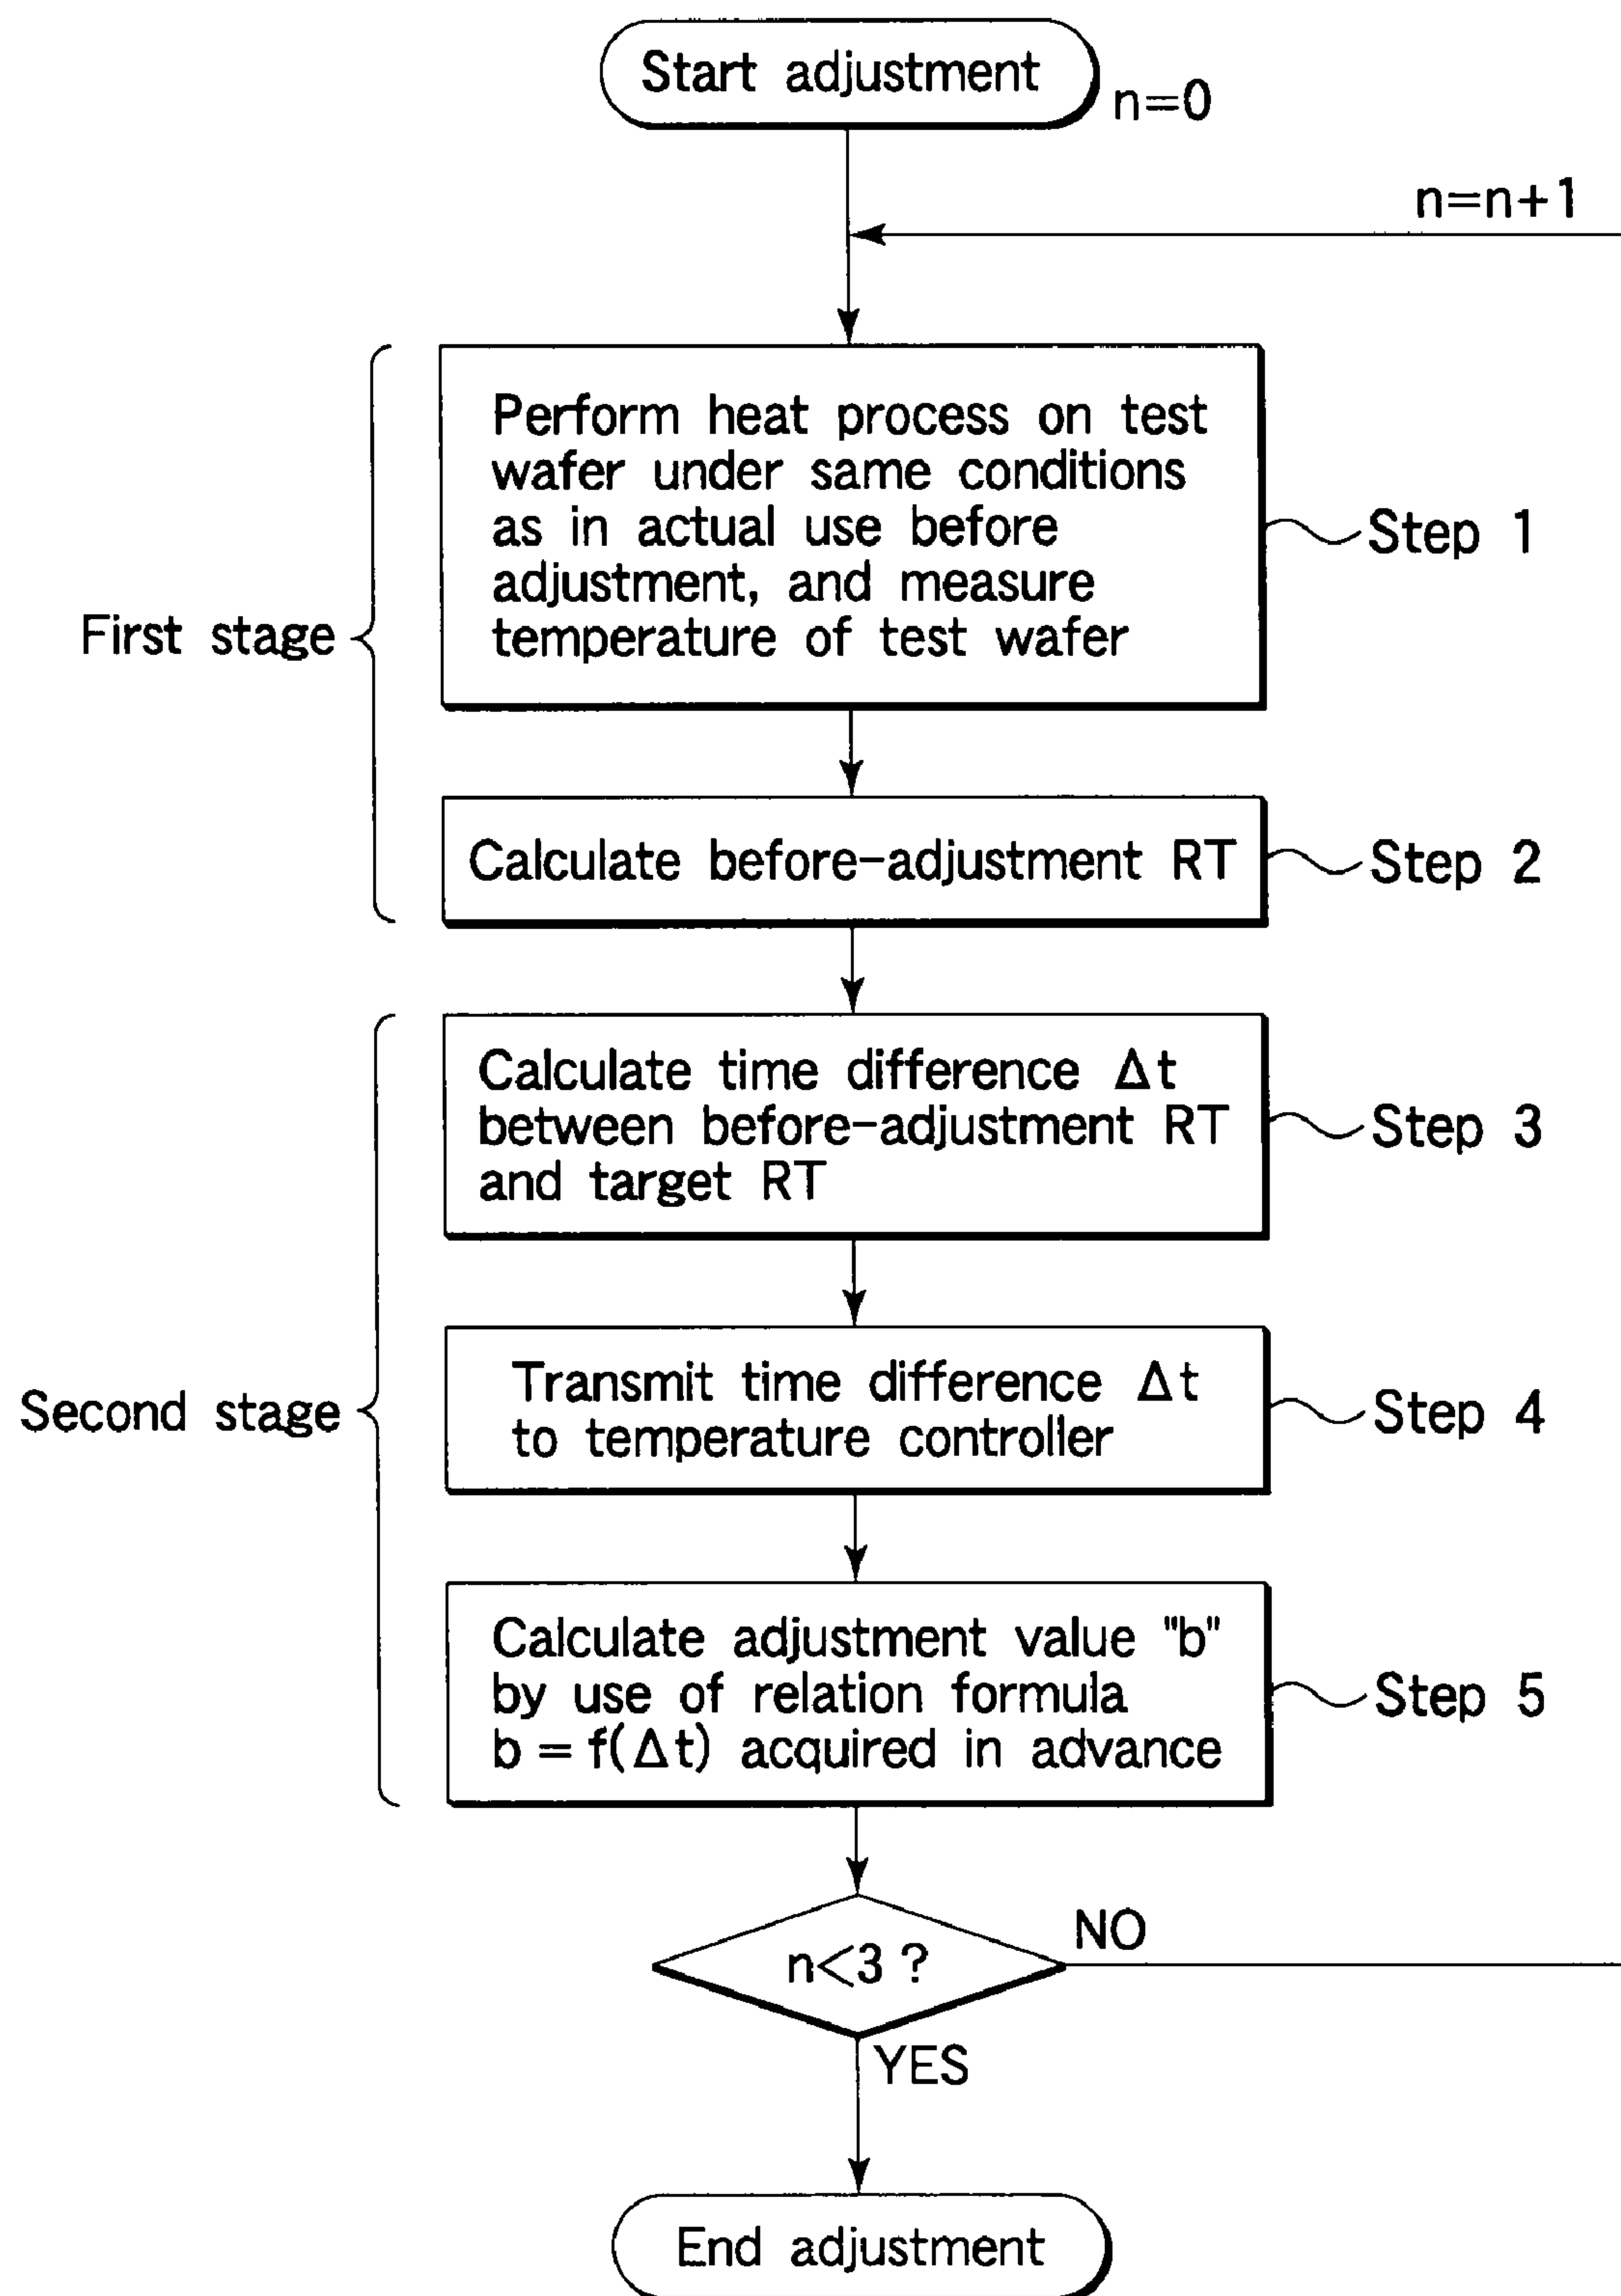 Start adjustment
n=0
n=n+1
First stage
Perform heat process on test
wafer under same conditions
as in actual use before
adjustment, and measure
temperature of test wafer
Step 1
Calculate before-adjustment RT
Step 2
Second stage
Calculate time difference Δt
between before-adjustment RT
and target RT
Step 3
Transmit time difference Δt
to temperature controller
Step 4
Calculate adjustment value "b"
by use of relation formula
b = f(Δt) acquired in advance
Step 5
n<3 ?
NO
YES
End adjustment